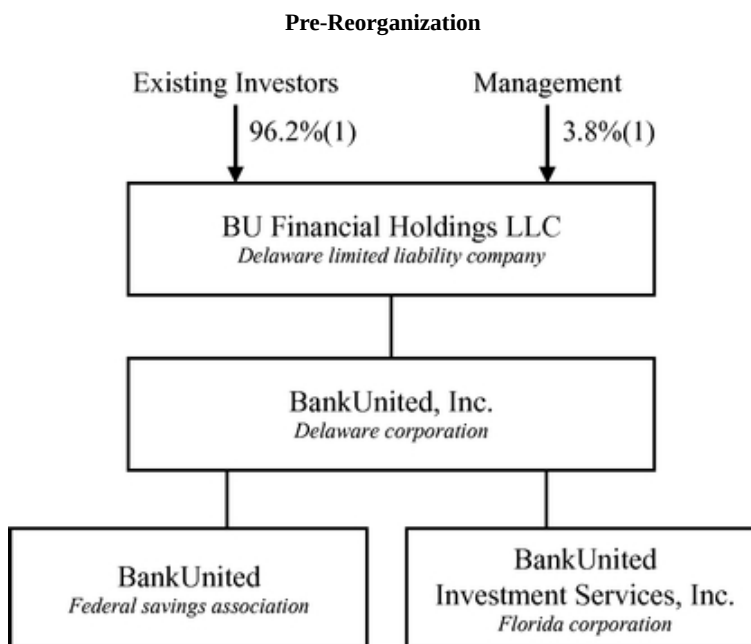 Pre-Reorganization
Existing Investors
Management
96.2%(1)
3.8%(1)
BU Financial Holdings LLC
Delaware limited liability company
BankUnited, Inc.
Delaware corporation
BankUnited
Federal savings association
BankUnited
Investment Services, Inc.
Florida corporation